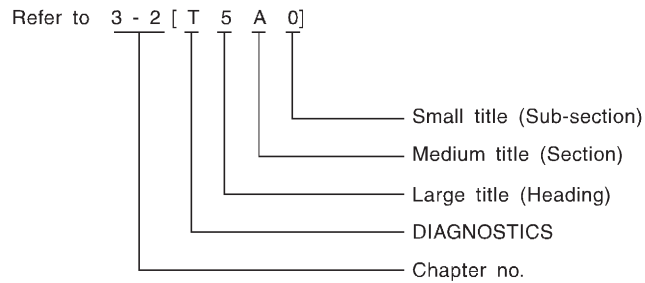 Refer to 3 - 2 [ T 5 A 0]
Small title (Sub-section)
Medium title (Section)
Large title (Heading)
DIAGNOSTICS
Chapter no.